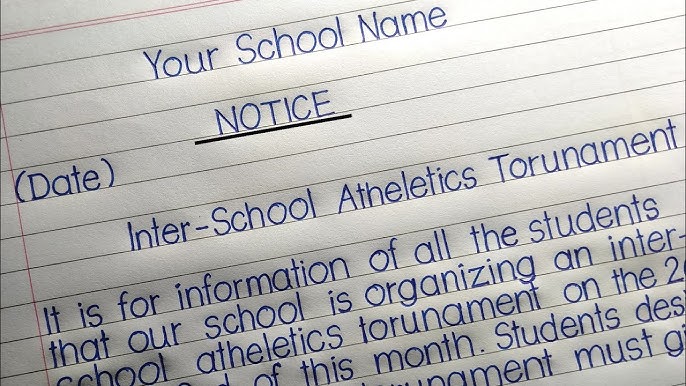 Your School Name
NOTICE
(Date)
Inter-School Atheletics Torunament
It is for information of all the students
that our school is organizing an inter-
school atheletics torunament on the
of this month. Students
must